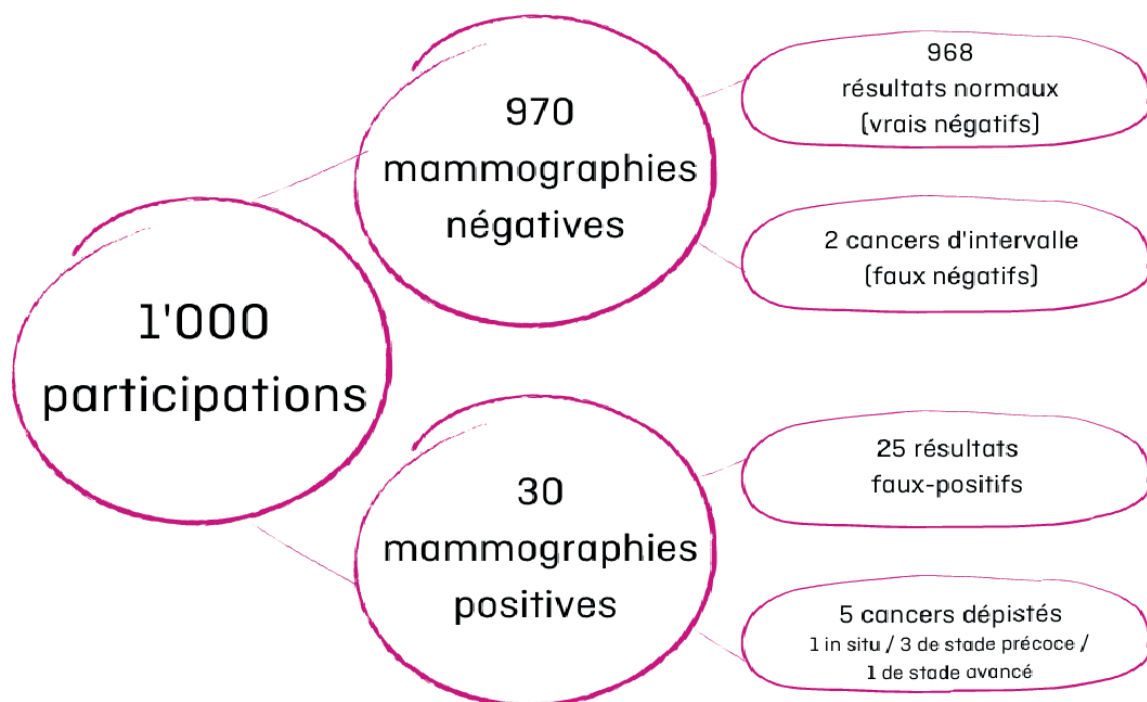 1'000
participations
970
mammographies
négatives
968
résultats normaux
(vrais négatifs)
2 cancers d'intervalle
(faux négatifs)
30
mammographies
positives
25 résultats
faux-positifs
5 cancers dépistés
1 in situ / 3 de stade précoce /
1 de stade avancé